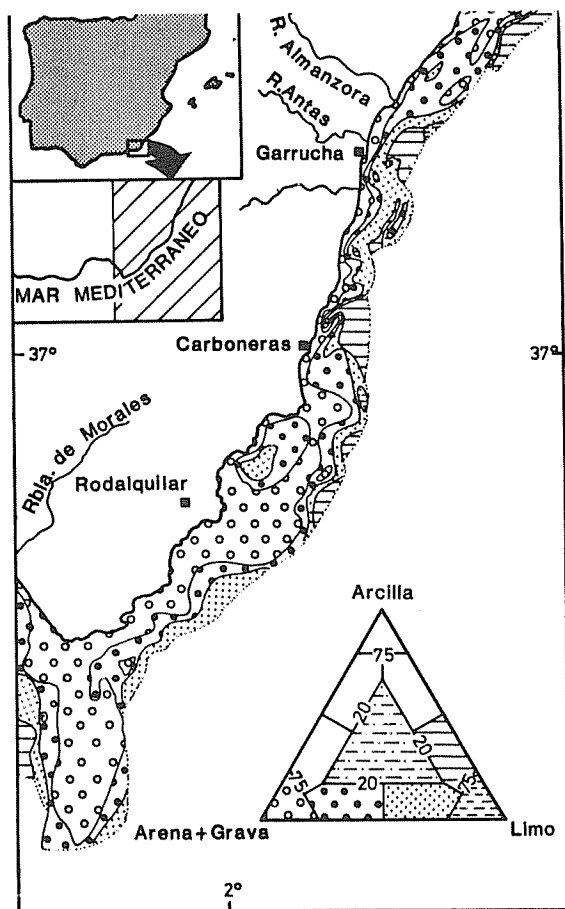 R. Almanzora
R. Antas
Garrucha
MAR MEDITERRANEO
Carboneras
37°
37°
Rbla. de Morales
Rodalquilar
Arcilla
75
20
20
75
20
75
Arena+Grava
Limo
2°